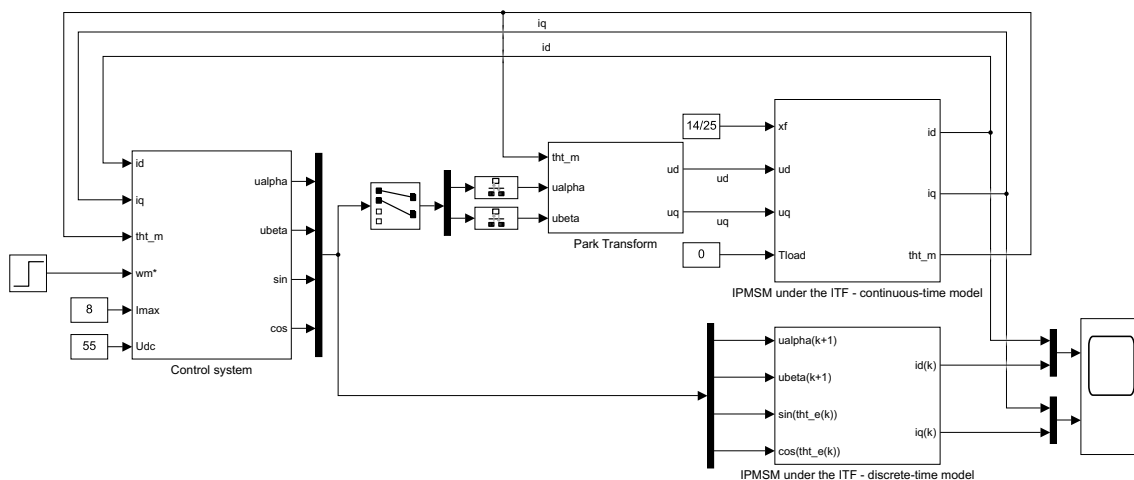 iq
id
id
iq
tht_m
wm*
8
Imax
55
Udc
ualpha
ubeta
sin
cos
Control system
tht_m
ualpha
ubeta
ud
uq
Park Transform
ud
uq
14/25
0
xf
ud
uq
Tload
id
iq
tht_m
IPMSM under the ITF - continuous-time model
ualpha(k+1)
ubeta(k+1)
sin(tht_e(k))
cos(tht_e(k))
id(k)
iq(k)
IPMSM under the ITF - discrete-time model